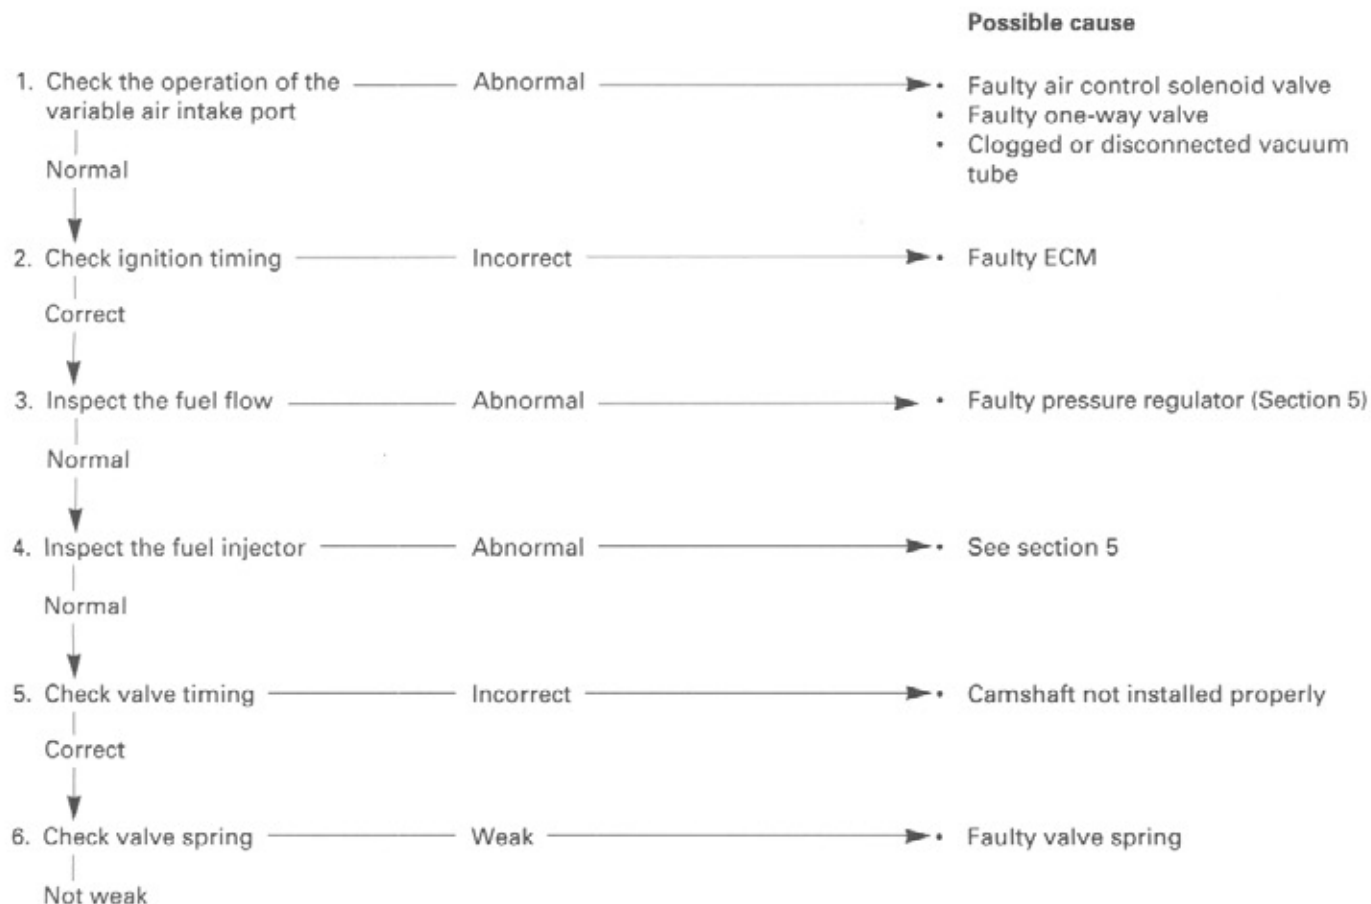 Possible cause
1. Check the operation of the Abnormal • Faulty air control solenoid valve
variable air intake port • Faulty one-way valve
• Clogged or disconnected vacuum
Normal tube
2. Check ignition timing Incorrect • Faulty ECM
Correct
3. Inspect the fuel flow Abnormal • Faulty pressure regulator (Section 5)
Normal
4. Inspect the fuel injector Abnormal • See section 5
Normal
5. Check valve timing Incorrect • Camshaft not installed properly
Correct
6. Check valve spring Weak • Faulty valve spring
Not weak